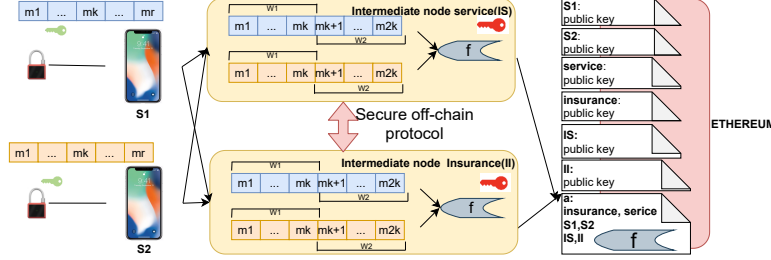 m1 ... mk ... mr
S1
m1 ... mk ... mr
S2
Intermediate node service(IS)
W1
m1 ... mk mk+1 ... m2k
W2
m1 ... mk mk+1 ... m2k
f
Secure off-chain
protocol
Intermediate node Insurance(II)
W1
m1 ... mk mk+1 ... m2k
W2
m1 ... mk mk+1 ... m2k
W2
f
S1:
public key
S2:
public key
service:
public key
insurance:
public key
IS:
public key
II:
public key
a:
insurance, serice
S1,S2
IS,II
f
ETHEREUM